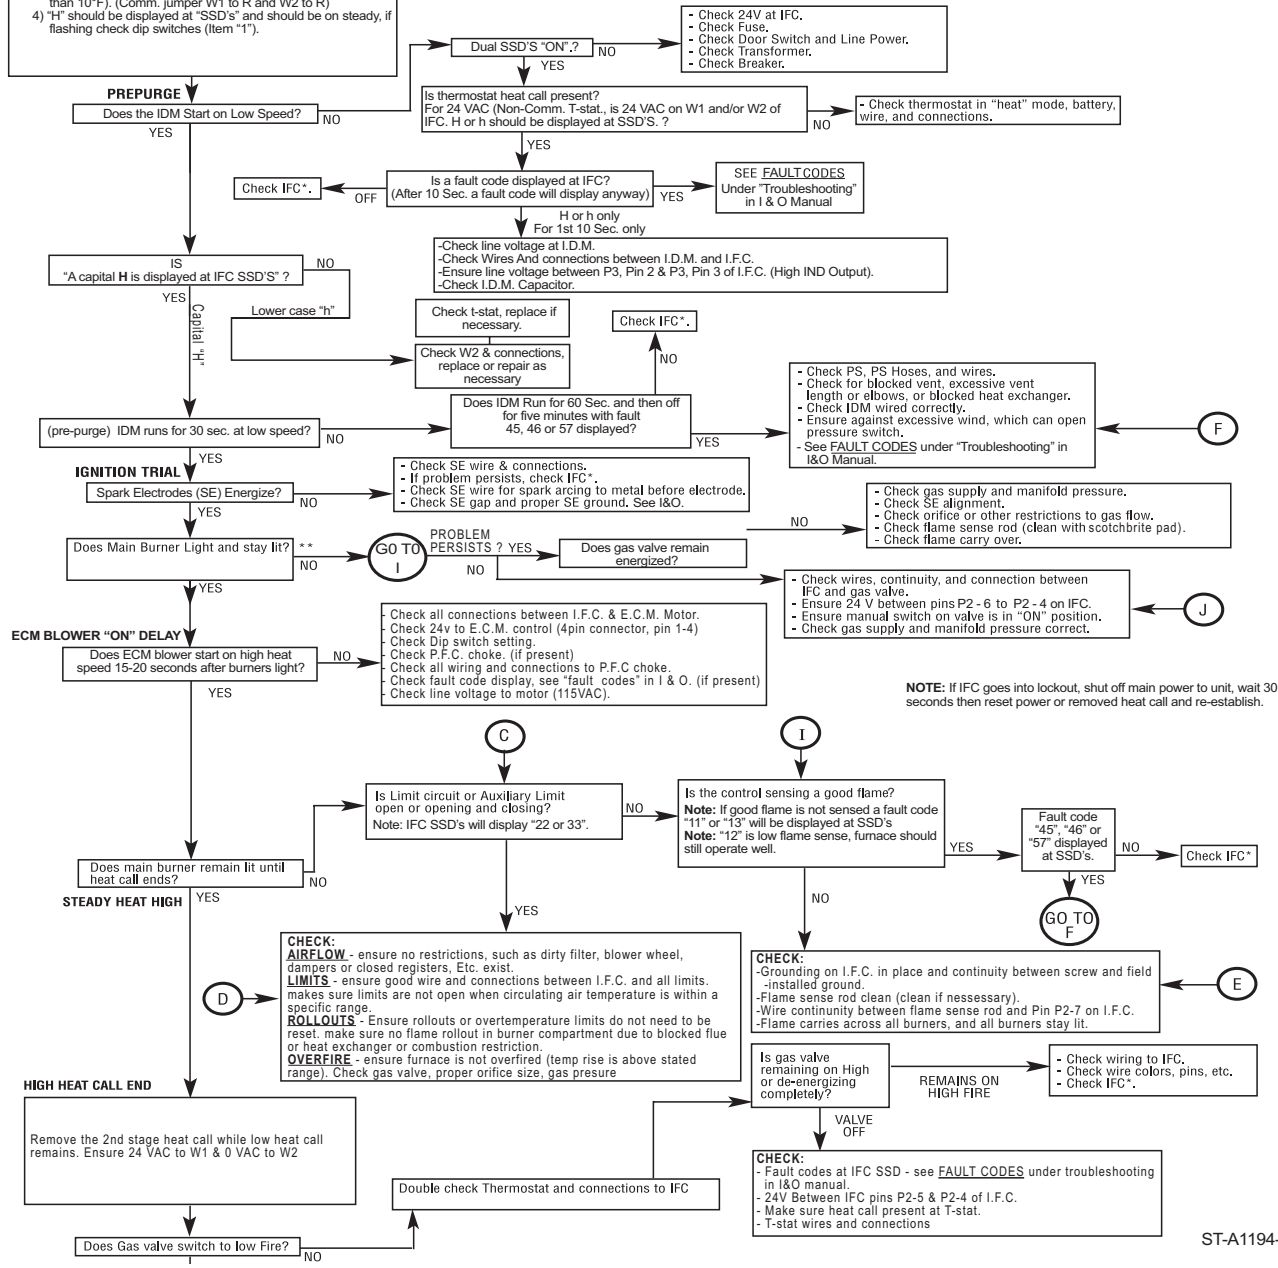 than 10°F). (Comm. jumper W1 to R and W2 to R)
4) “H” should be displayed at “SSD’s” and should be on steady, if
flashing check dip switches (Item “1”).
Dual SSD’S “ON”.?
NO
YES
- Check 24V at IFC.
- Check Fuse.
- Check Door Switch and Line Power.
- Check Transformer.
- Check Breaker.
PREPURGE
Does the IDM Start on Low Speed?
NO
YES
Is thermostat heat call present?
For 24 VAC (Non-Comm. T-stat., is 24 VAC on W1 and/or W2 of
IFC. H or h should be displayed at SSD’S. ?
NO
YES
- Check thermostat in “heat” mode, battery,
wire, and connections.
Check IFC*.
OFF
Is a fault code displayed at IFC?
(After 10 Sec. a fault code will display anyway)
YES
SEE FAULT CODES
Under "Troubleshooting"
in I & O Manual
H or h only
For 1st 10 Sec. only
-Check line voltage at I.D.M.
-Check Wires And connections between I.D.M. and I.F.C.
-Ensure line voltage between P3, Pin 2 & P3, Pin 3 of I.F.C. (High IND Output).
-Check I.D.M. Capacitor.
IS
“A capital H is displayed at IFC SSD’S” ?
NO
YES
Capital “H”
Lower case “h”
Check t-stat, replace if
necessary.
Check W2 & connections,
replace or repair as
necessary
Check IFC*.
NO
(pre-purge) IDM runs for 30 sec. at low speed?
NO
YES
Does IDM Run for 60 Sec. and then off
for five minutes with fault
45, 46 or 57 displayed?
YES
- Check PS, PS Hoses, and wires.
- Check for blocked vent, excessive vent
length or elbows, or blocked heat exchanger.
- Check IDM wired correctly.
- Ensure against excessive wind, which can open
pressure switch.
- See FAULT CODES under “Troubleshooting” in
I&O Manual.
F
IGNITION TRIAL
Spark Electrodes (SE) Energize?
NO
YES
- Check SE wire & connections.
- If problem persists, check IFC*.
- Check SE wire for spark arcing to metal before electrode.
- Check SE gap and proper SE ground. See I&O.
Does Main Burner Light and stay lit?
**
NO
YES
GO TO
I
PROBLEM
PERSISTS ? YES
NO
Does gas valve remain
energized?
NO
- Check gas supply and manifold pressure.
- Check SE alignment.
- Check orifice or other restrictions to gas flow.
- Check flame sense rod (clean with scotchbrite pad).
- Check flame carry over.
- Check wires, continuity, and connection between
IFC and gas valve.
- Ensure 24 V between pins P2 - 6 to P2 - 4 on IFC.
- Ensure manual switch on valve is in “ON” position.
- Check gas supply and manifold pressure correct.
J
ECM BLOWER “ON” DELAY
Does ECM blower start on high heat
speed 15-20 seconds after burners light?
NO
YES
- Check all connections between I.F.C. & E.C.M. Motor.
- Check 24v to E.C.M. control (4pin connector, pin 1-4)
- Check Dip switch setting.
- Check P.F.C. choke. (if present)
- Check all wiring and connections to P.F.C choke.
- Check fault code display, see “fault codes” in I & O. (if present)
- Check line voltage to motor (115VAC).
NOTE: If IFC goes into lockout, shut off main power to unit, wait 30
seconds then reset power or removed heat call and re-establish.
C
I
Is Limit circuit or Auxiliary Limit
open or opening and closing?
Note: IFC SSD’s will display “22 or 33”.
NO
YES
Is the control sensing a good flame?
Note: If good flame is not sensed a fault code
“11” or “13” will be displayed at SSD’s
Note: “12” is low flame sense, furnace should
still operate well.
YES
NO
Fault code
“45”, “46” or
“57” displayed
at SSD’s.
NO
Check IFC*
YES
GO TO
F
Does main burner remain lit until
heat call ends?
NO
YES
STEADY HEAT HIGH
D
CHECK:
AIRFLOW - ensure no restrictions, such as dirty filter, blower wheel,
dampers or closed registers, Etc. exist.
LIMITS - ensure good wire and connections between I.F.C. and all limits.
makes sure limits are not open when circulating air temperature is within a
specific range.
ROLLOUTS - Ensure rollouts or overtemperature limits do not need to be
reset. make sure no flame rollout in burner compartment due to blocked flue
or heat exchanger or combustion restriction.
OVERFIRE - ensure furnace is not overfired (temp rise is above stated
range). Check gas valve, proper orifice size, gas presure
CHECK:
-Grounding on I.F.C. in place and continuity between screw and field
-installed ground.
-Flame sense rod clean (clean if nessessary).
-Wire continunity between flame sense rod and Pin P2-7 on I.F.C.
-Flame carries across all burners, and all burners stay lit.
E
HIGH HEAT CALL END
Remove the 2nd stage heat call while low heat call
remains. Ensure 24 VAC to W1 & 0 VAC to W2
Is gas valve
remaining on High
or de-energizing
completely?
REMAINS ON
HIGH FIRE
- Check wiring to IFC.
- Check wire colors, pins, etc.
- Check IFC*.
VALVE
OFF
CHECK:
- Fault codes at IFC SSD - see FAULT CODES under troubleshooting
in I&O manual.
- 24V Between IFC pins P2-5 & P2-4 of I.F.C.
- Make sure heat call present at T-stat.
- T-stat wires and connections
Double check Thermostat and connections to IFC
Does Gas valve switch to low Fire?
NO
ST-A1194-